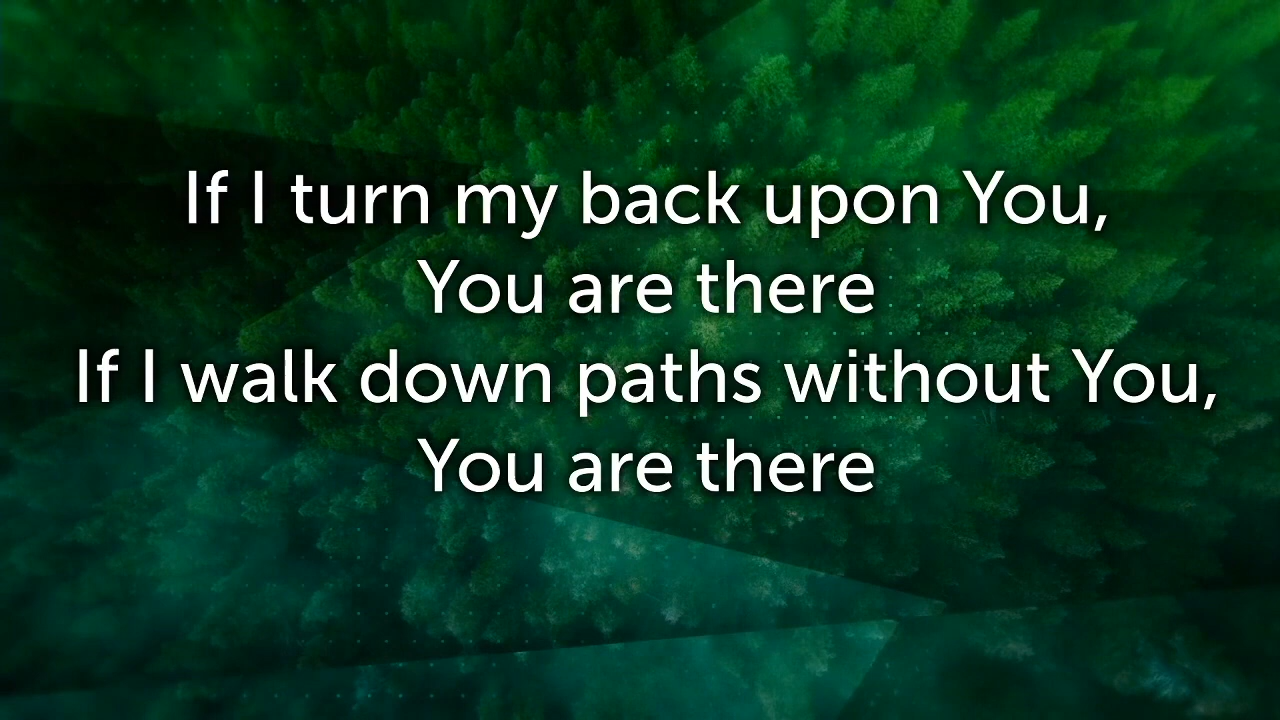 If I turn my back upon You,
You are there
If I walk down paths without You,
You are there